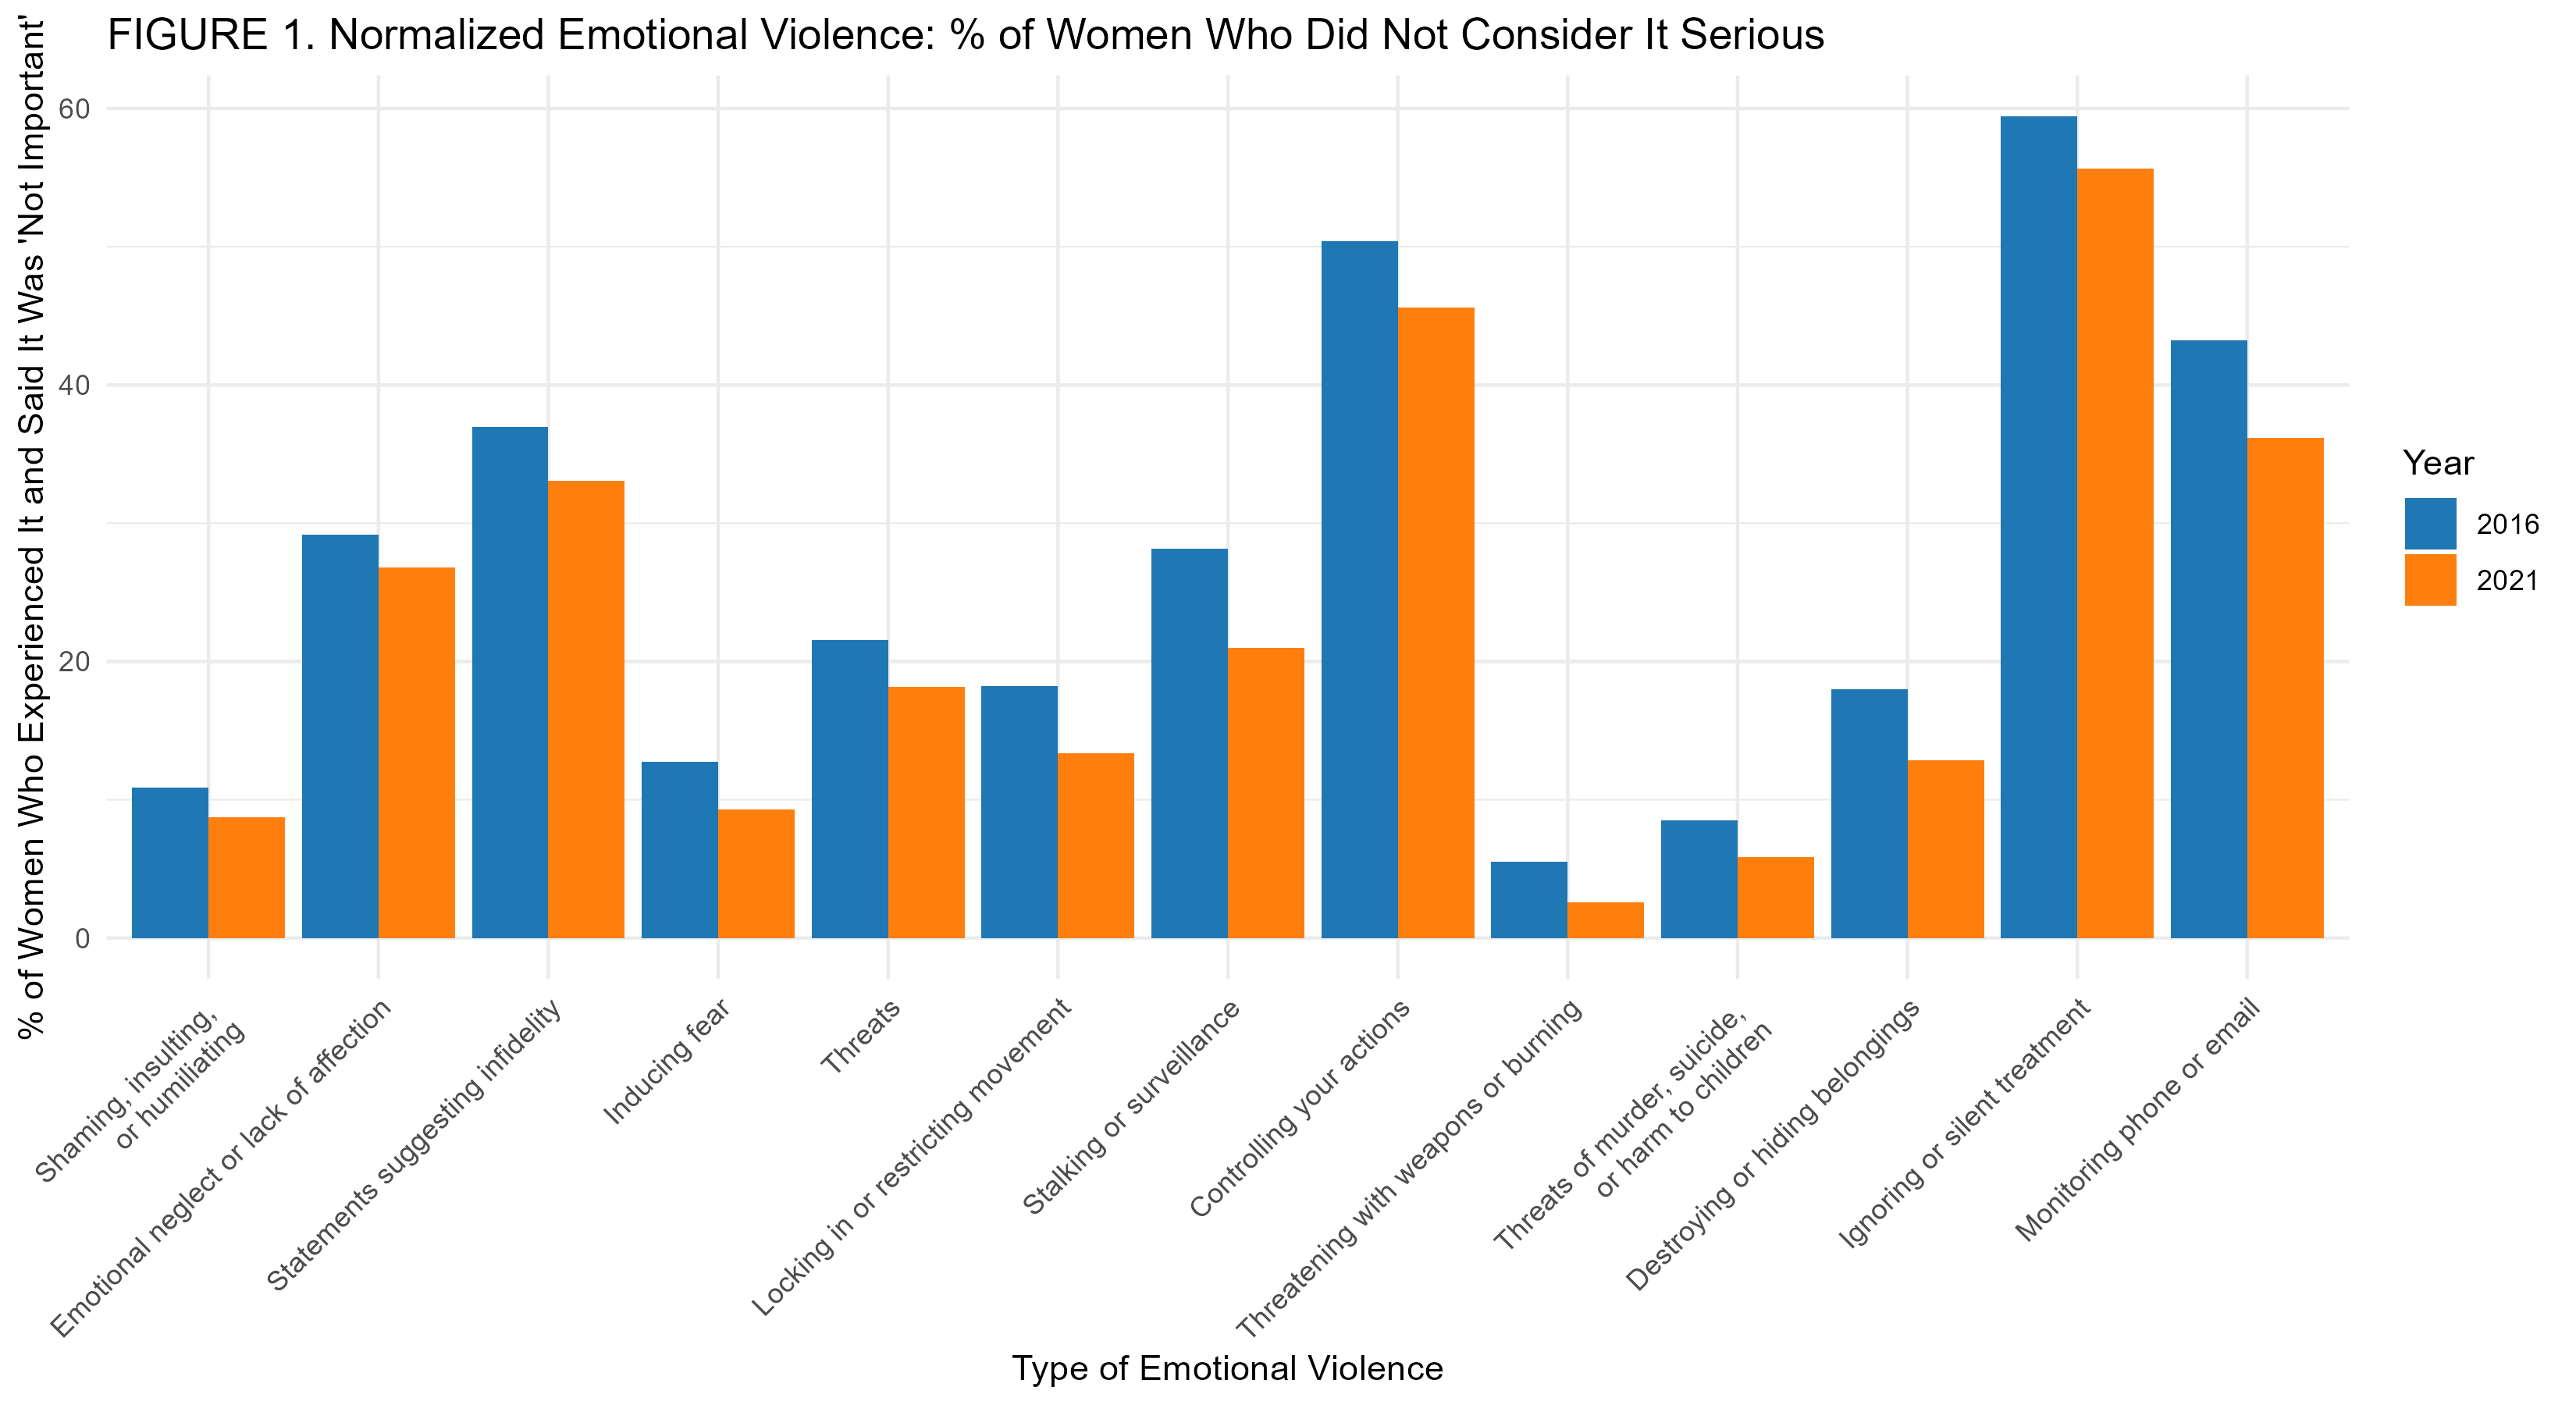 FIGURE 1. Normalized Emotional Violence: % of Women Who Did Not Consider It Serious
% of Women Who Experienced It and Said It Was 'Not Important'
60
40
20
0
Shaming, insulting,
or humiliating
Emotional neglect or lack of affection
Statements suggesting infidelity
Inducing fear
Threats
Locking in or restricting movement
Stalking or surveillance
Controlling your actions
Threatening with weapons or burning
Threats of murder, suicide,
or harm to children
Destroying or hiding belongings
Ignoring or silent treatment
Monitoring phone or email
Type of Emotional Violence
Year
2016
2021